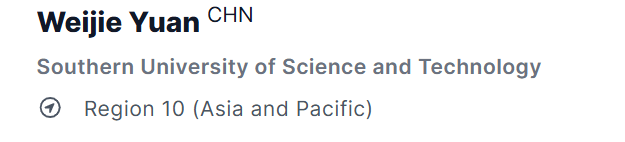 Weijie Yuan CHN
Southern University of Science and Technology
Region 10 (Asia and Pacific)